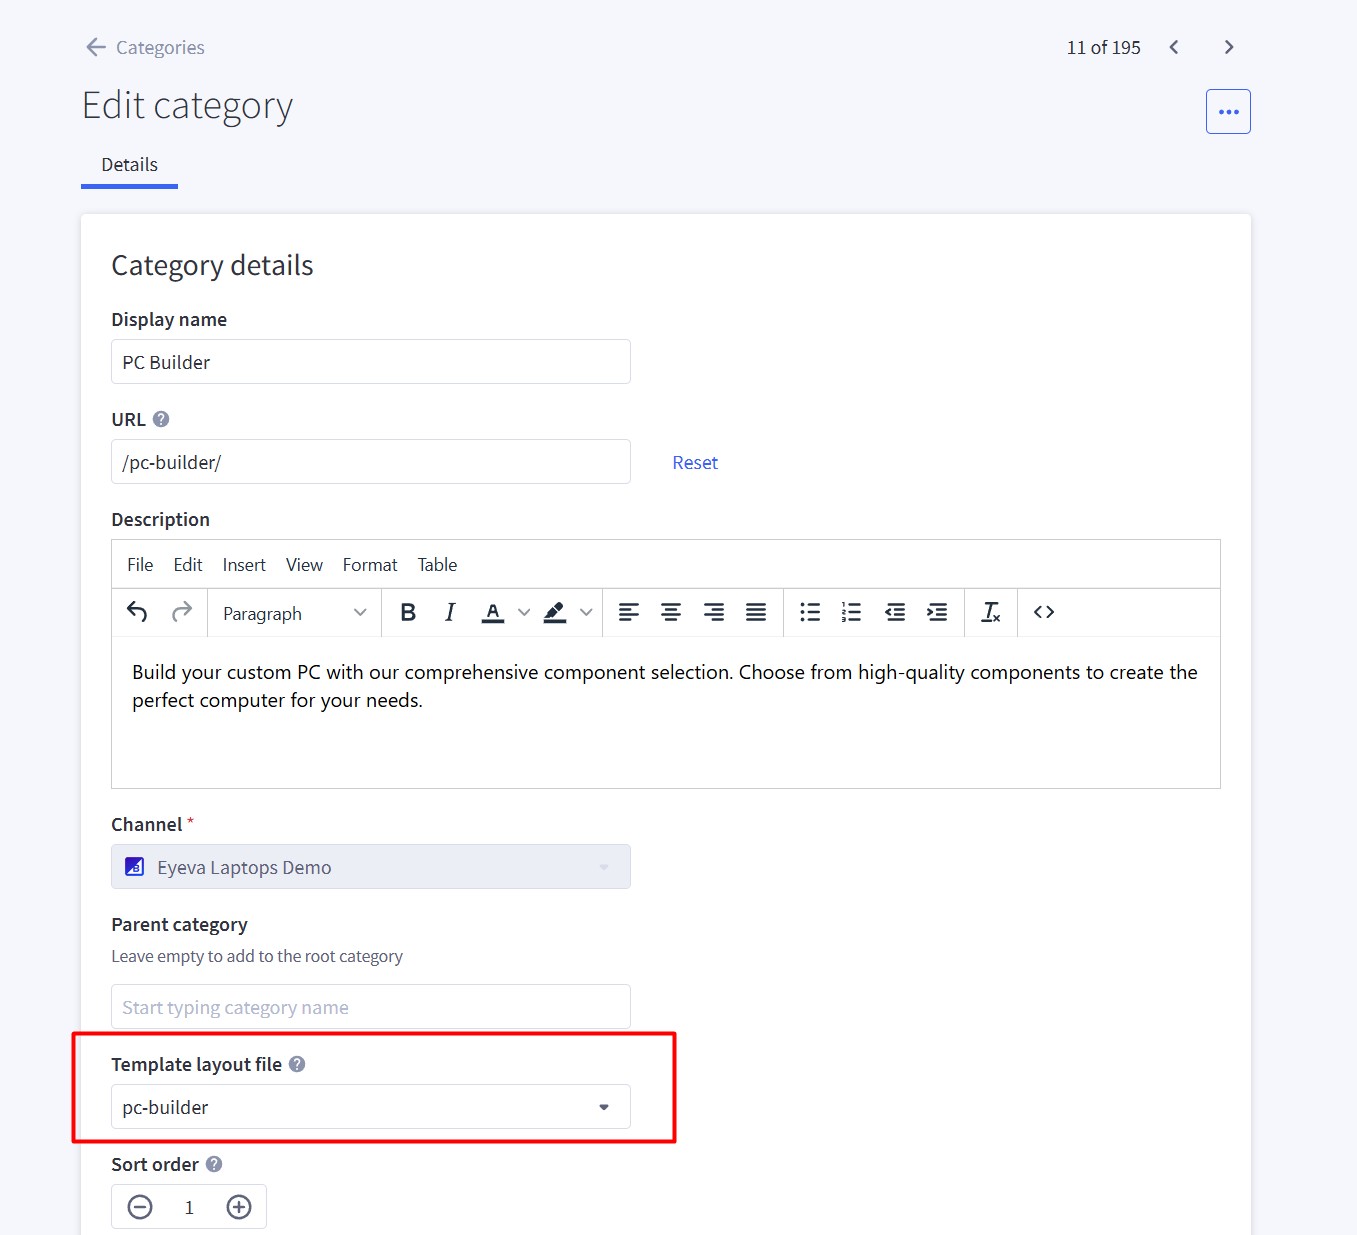 Categories
11 of 195
Edit category
Details
Category details
Display name
PC Builder
URL
/pc-builder/
Reset
Description
File Edit Insert View Format Table
Paragraph
Build your custom PC with our comprehensive component selection. Choose from high-quality components to create the
perfect computer for your needs.
Channel *
Eyeva Laptops Demo
Parent category
Leave empty to add to the root category
Start typing category name
Template layout file
pc-builder
Sort order
1